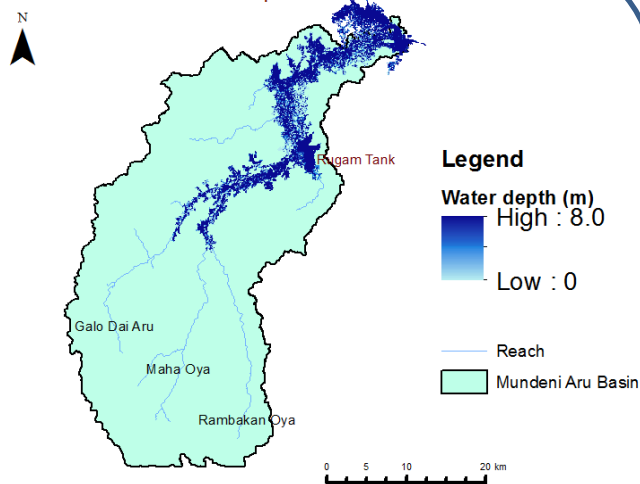 N
Rugam Tank
Legend
Water depth (m)
High : 8.0
Low : 0
Galo Dai Aru
Reach
Maha Oya
Mundeni Aru Basin
Rambakan Oya
0 5 10 20 km